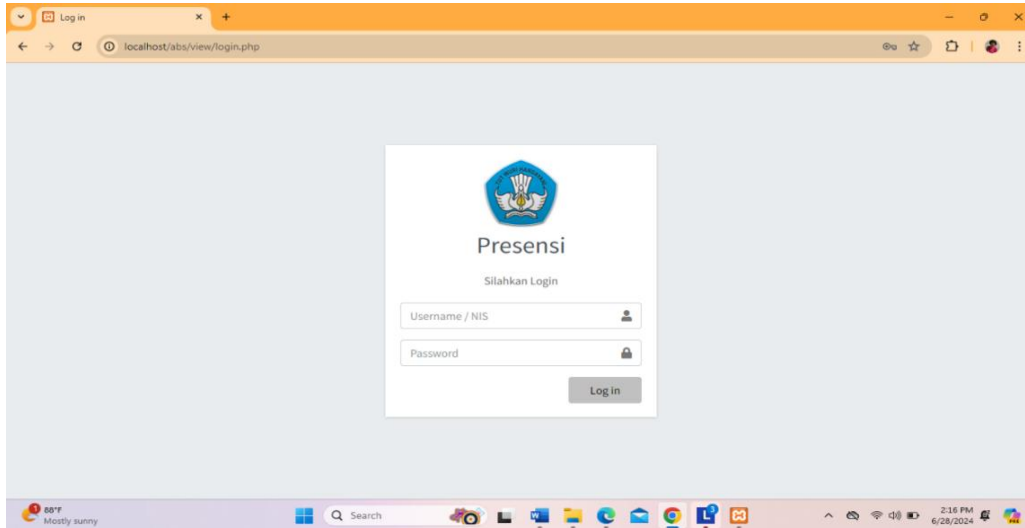 Log in
localhost/abs/view/login.php
Presensi
Silahkan Login
Username / NIS
Password
Log in
88°F
Mostly sunny
Search
2:16 PM
6/28/2024